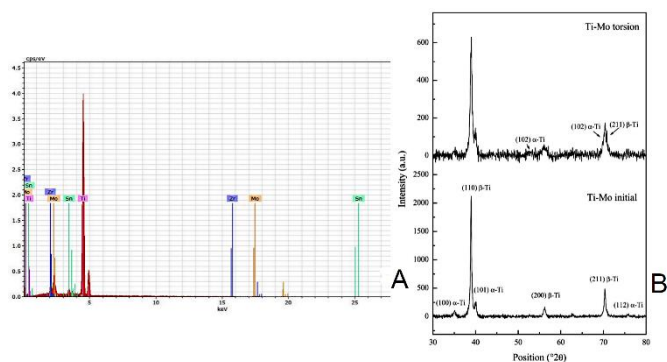 cps/eV
4.5
4.0
3.5
3.0
2.5
2.0
1.5
1.0
0.5
0.0
Sn
Ti
Zr
Mo
Sn
Ti
Zr
Mo
Sn
5
10
15
20
25
keV
A
Ti-Mo torsion
600
400
200
0
(102) α-Ti
(102) α-Ti
(211) β-Ti
Intensity (a.u.)
Ti-Mo initial
2000
1500
1000
500
0
(110) β-Ti
(100) α-Ti
(101) α-Ti
(200) β-Ti
(211) β-Ti
(112) α-Ti
30 40 50 60 70 80
Position (°2θ)
B